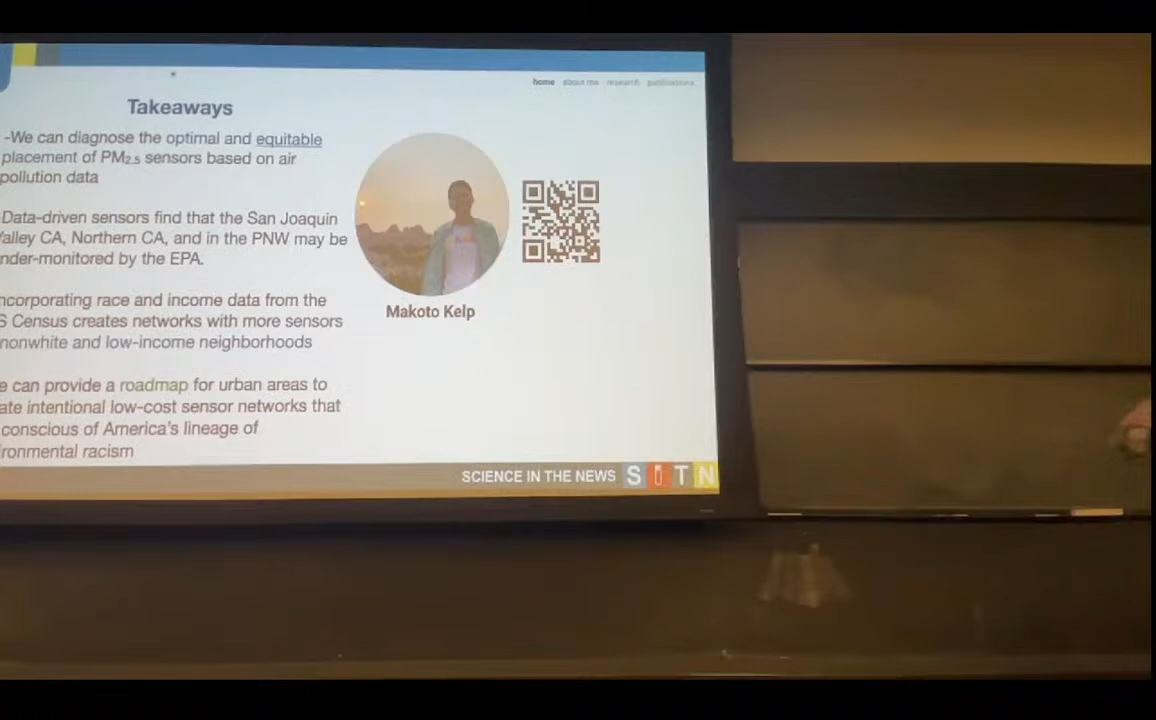 home about me research publications
Takeaways
-We can diagnose the optimal and equitable
placement of PM2.5 sensors based on air
pollution data
Data-driven sensors find that the San Joaquin
alley CA, Northern CA, and in the PNW may be
nder-monitored by the EPA.
ncorporating race and income data from the
S Census creates networks with more sensors
nonwhite and low-income neighborhoods
e can provide a roadmap for urban areas to
ate intentional low-cost sensor networks that
conscious of America's lineage of
ironmental racism
Makoto Kelp
SCIENCE IN THE NEWS S I T N